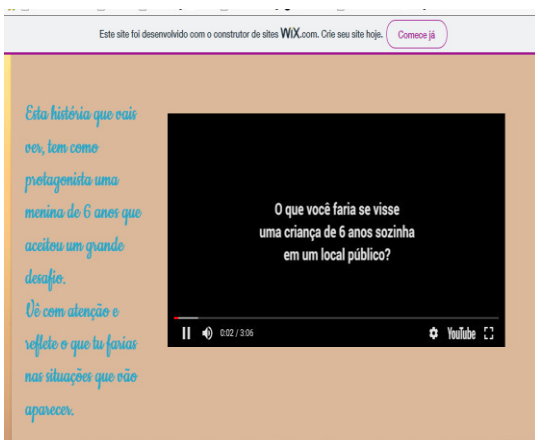 Este site foi desenvolvido com o construtor de sites WiX.com. Crie seu site hoje. Comece já
Esta história que vais
ver, tem como
protagonista uma
menina de 6 anos que
aceitou um grande
desafio.
Vê com atenção e
reflete o que tu farias
nas situações que vão
aparecer.
O que você faria se visse
uma criança de 6 anos sozinha
em um local público?
0:02 / 3:06 YouTube